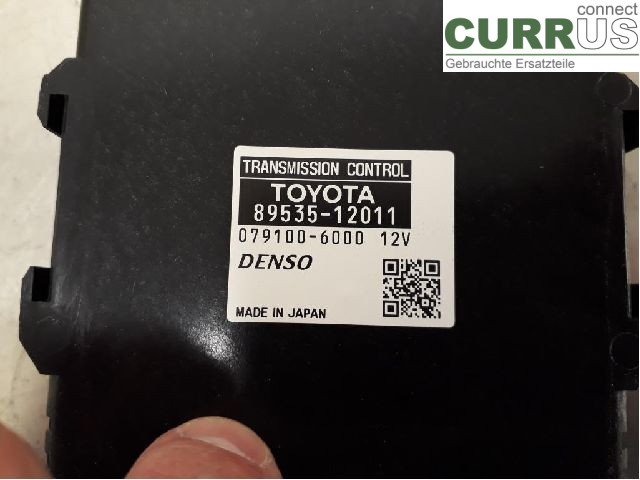 connect
CURRUS
Gebrauchte Ersatzteile
TRANSMISSION CONTROL
TOYOTA
89535-12011
079100-6000 12V
DENSO
MADE IN JAPAN